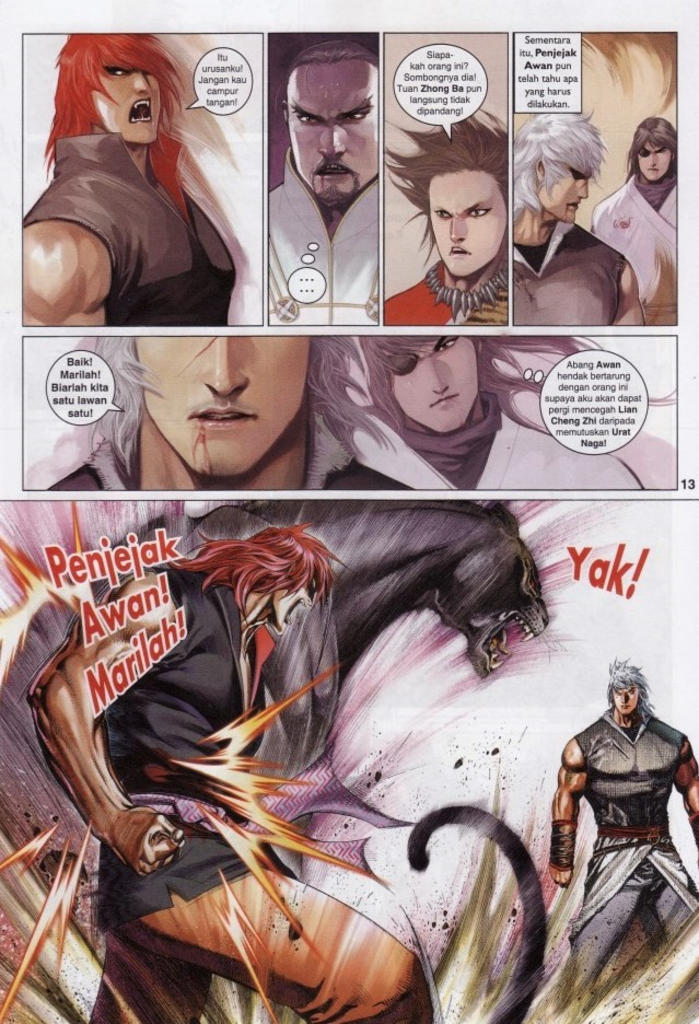 Itu
urusanku!
Jangan kau
campur
tangan!
... ...
Siapa-
kah orang ini?
Sombongnya dia!
Tuan Zhong Ba
pun
langsung tidak
dipandang!
Sementara
itu, Penjejak
Awan pun
telah tahu apa
yang harus
dilakukan.
Baik!
Marilah!
Biarlah kita
satu lawan
satu!
Abang Awan
hendak bertarung
dengan orang ini
supaya aku akan dapat
pergi mencegah Lian
Cheng Zhi daripada
memutuskan Urat
Naga!
13
Penjejak
Awan!
Marilah!
Yak!